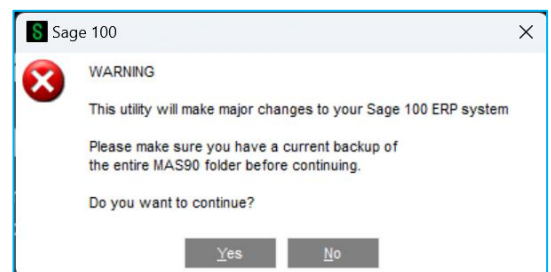 S Sage 100
WARNING
This utility will make major changes to your Sage 100 ERP system
Please make sure you have a current backup of
the entire MAS90 folder before continuing.
Do you want to continue?
Yes No